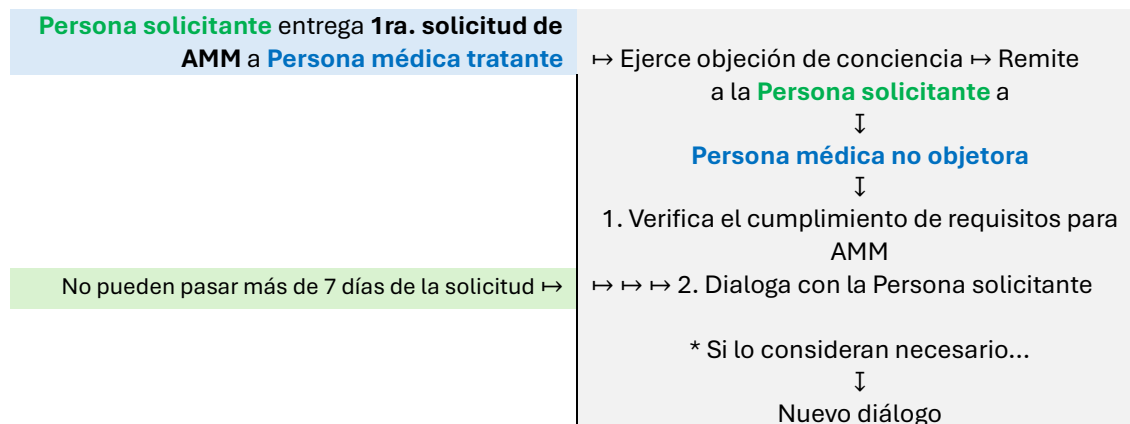 Persona solicitante entrega 1ra. solicitud de
AMM a Persona médica tratante
↦ Ejerce objeción de conciencia ↦ Remite
a la Persona solicitante a
↧
Persona médica no objetora
↧
1. Verifica el cumplimiento de requisitos para
AMM
No pueden pasar más de 7 días de la solicitud ↦
↦ ↦ ↦ 2. Dialoga con la Persona solicitante
* Si lo consideran necesario...
↧
Nuevo diálogo